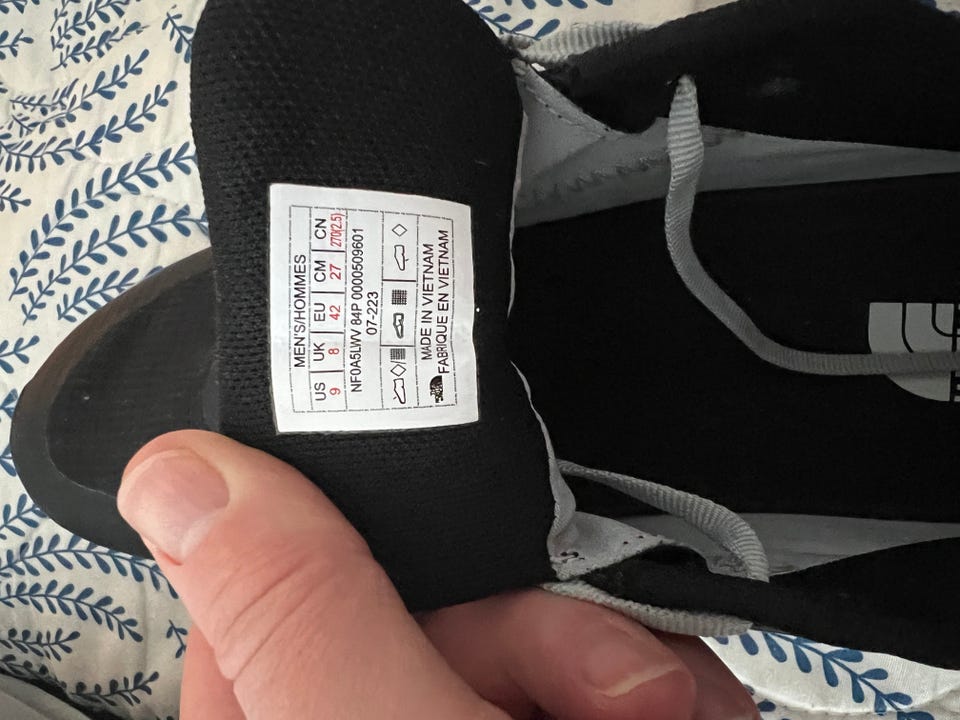 MEN'S/HOMMES
US UK EU CM CN
9 8 42 27 270(2.5)
NF0A5LWV 84P 0000509601
07-223
MADE IN VIETNAM
FABRIQUE EN VIETNAM